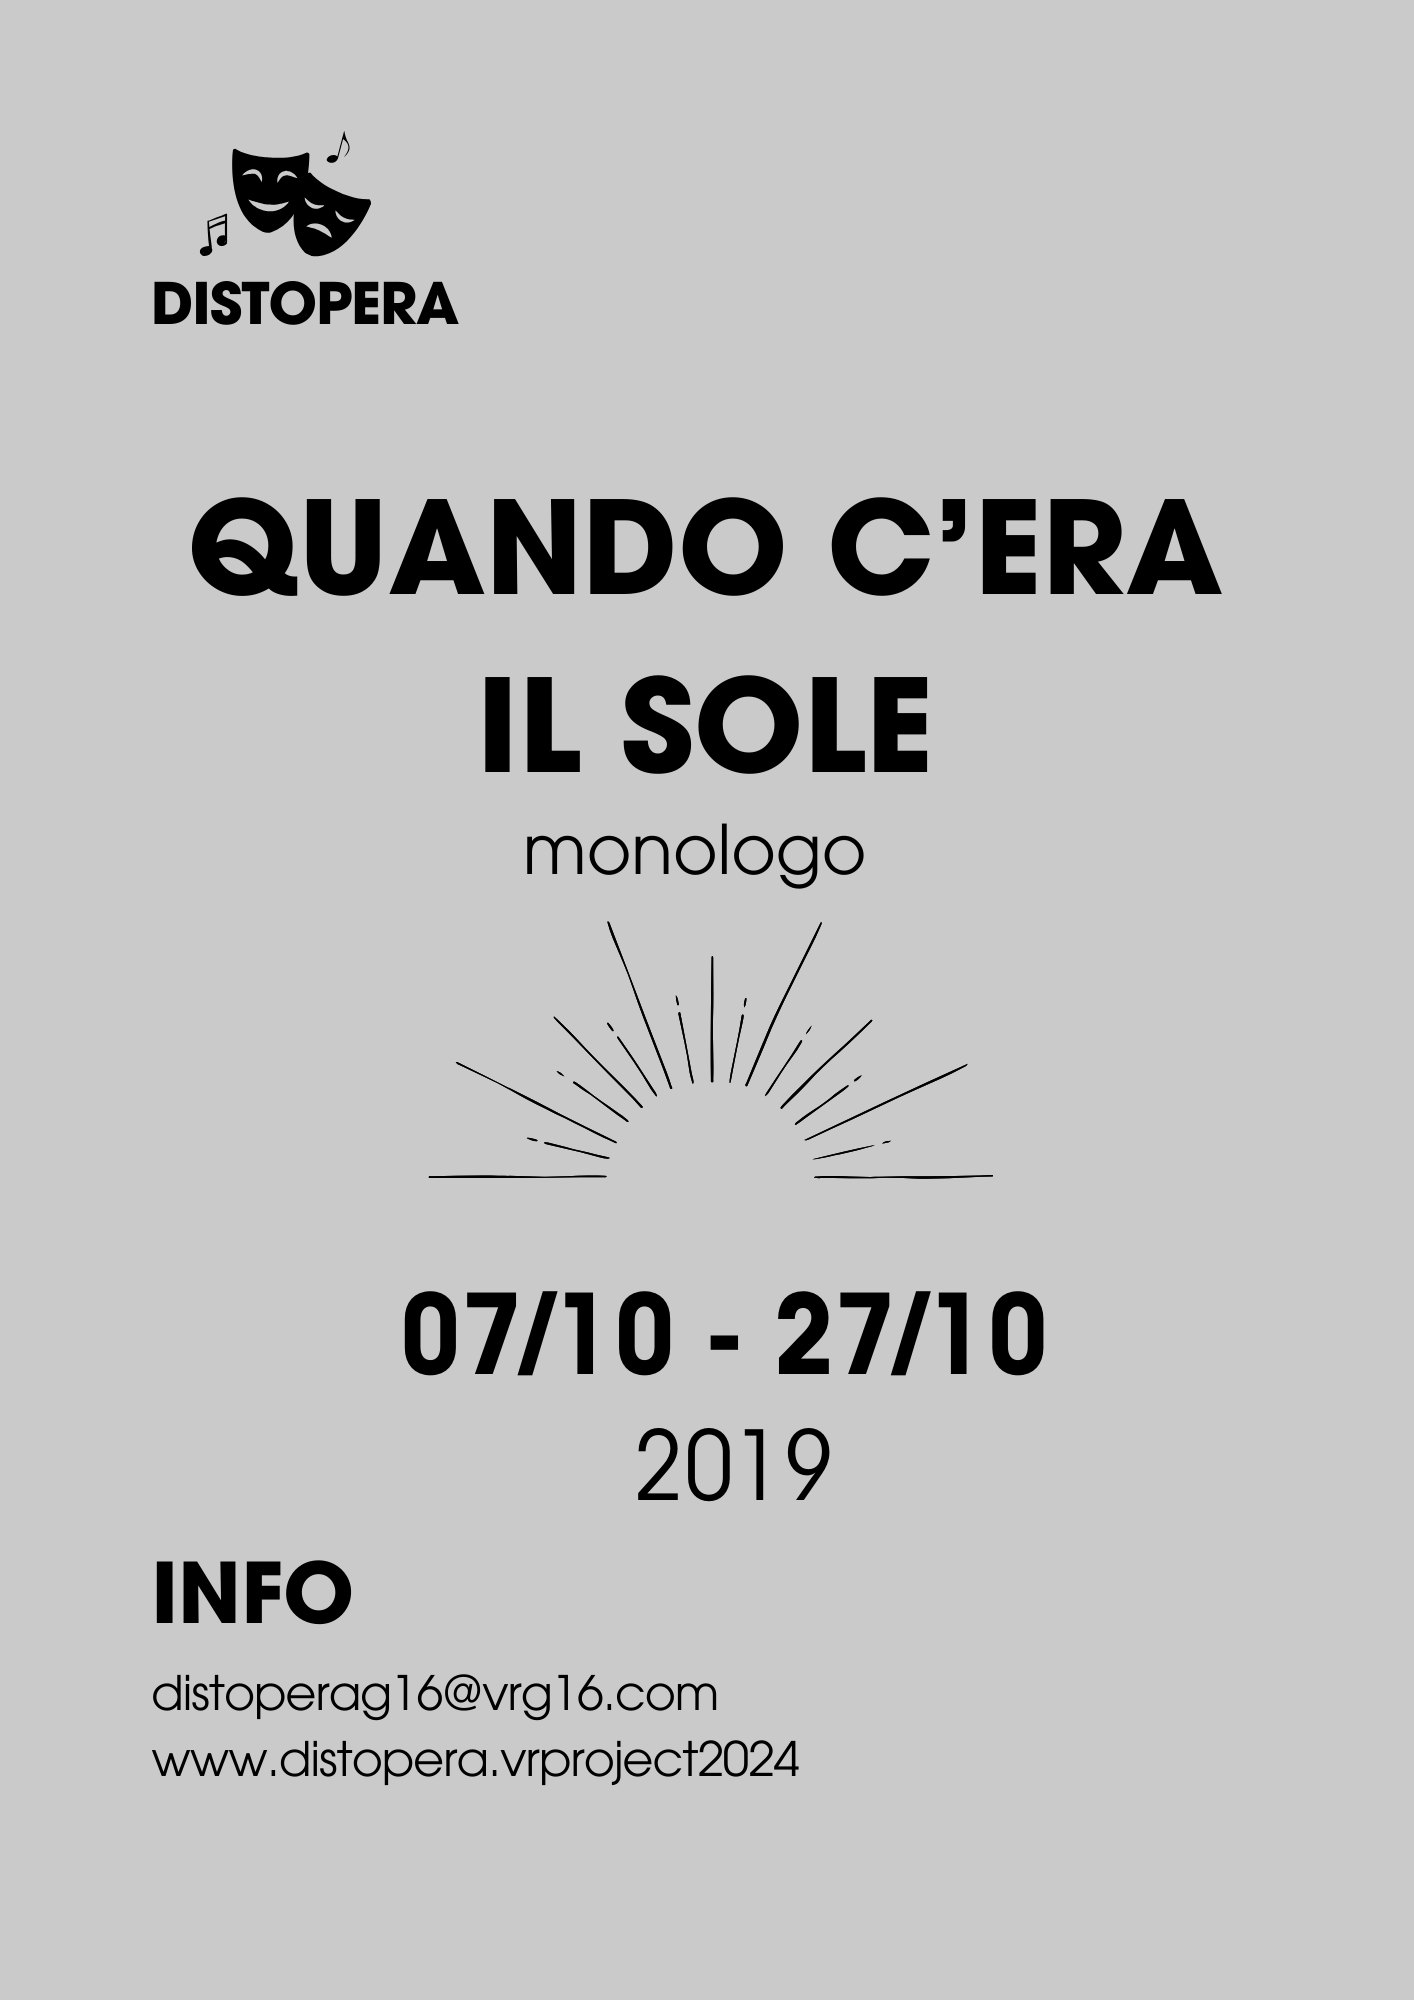 DISTOPERA
QUANDO C’ERA
IL SOLE
monologo
07/10 - 27/10
2019
INFO
distoperag16@vrg16.com
www.distopera.vrproject2024